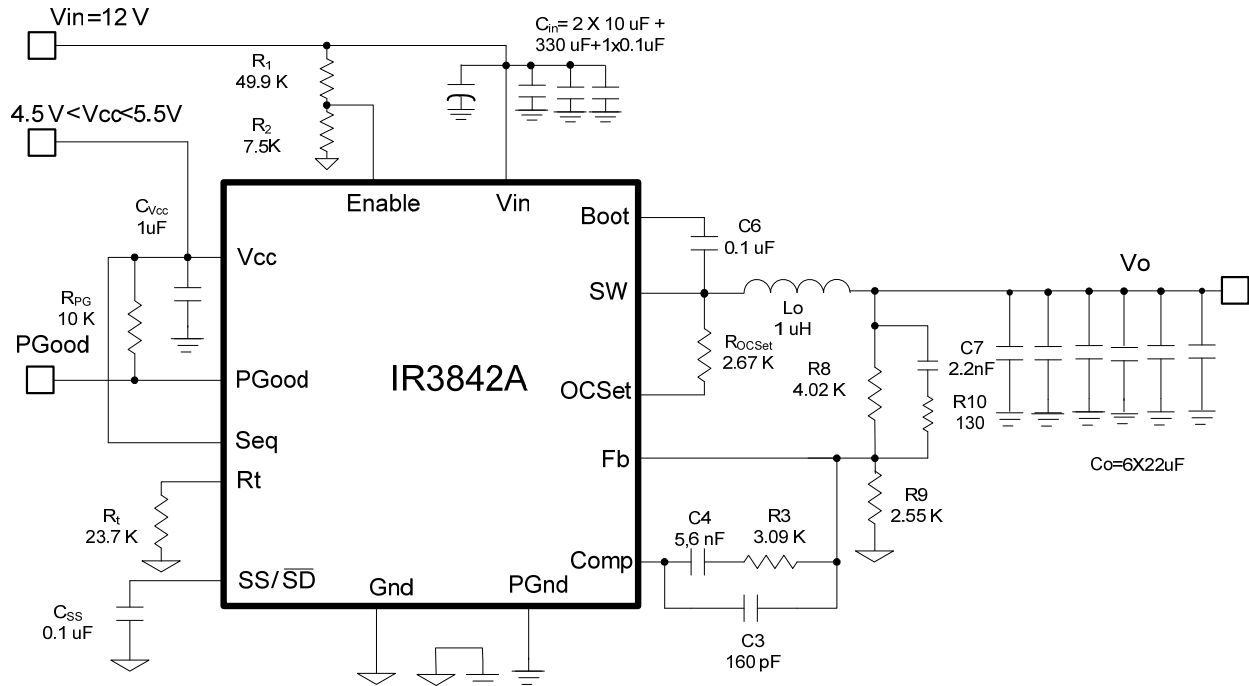 Vin=12 V
Cin= 2 X 10 uF +
330 uF+1x0.1uF
R1
49.9 K
4.5 V<Vcc<5.5V
R2
7.5K
Enable
Vin
CVcc
1uF
Boot
C6
0.1 uF
Vcc
Vo
SW
Lo
1 uH
RPG
10 K
ROCSet
2.67 K
PGood
PGood
IR3842A
OCSet
R8
4.02 K
C7
2.2nF
R10
130
Seq
Fb
Co=6X22uF
Rt
Rt
23.7 K
R9
2.55 K
C4
5,6 nF
R3
3.09 K
Comp
SS/SD
Gnd
PGnd
CSS
0.1 uF
C3
160 pF